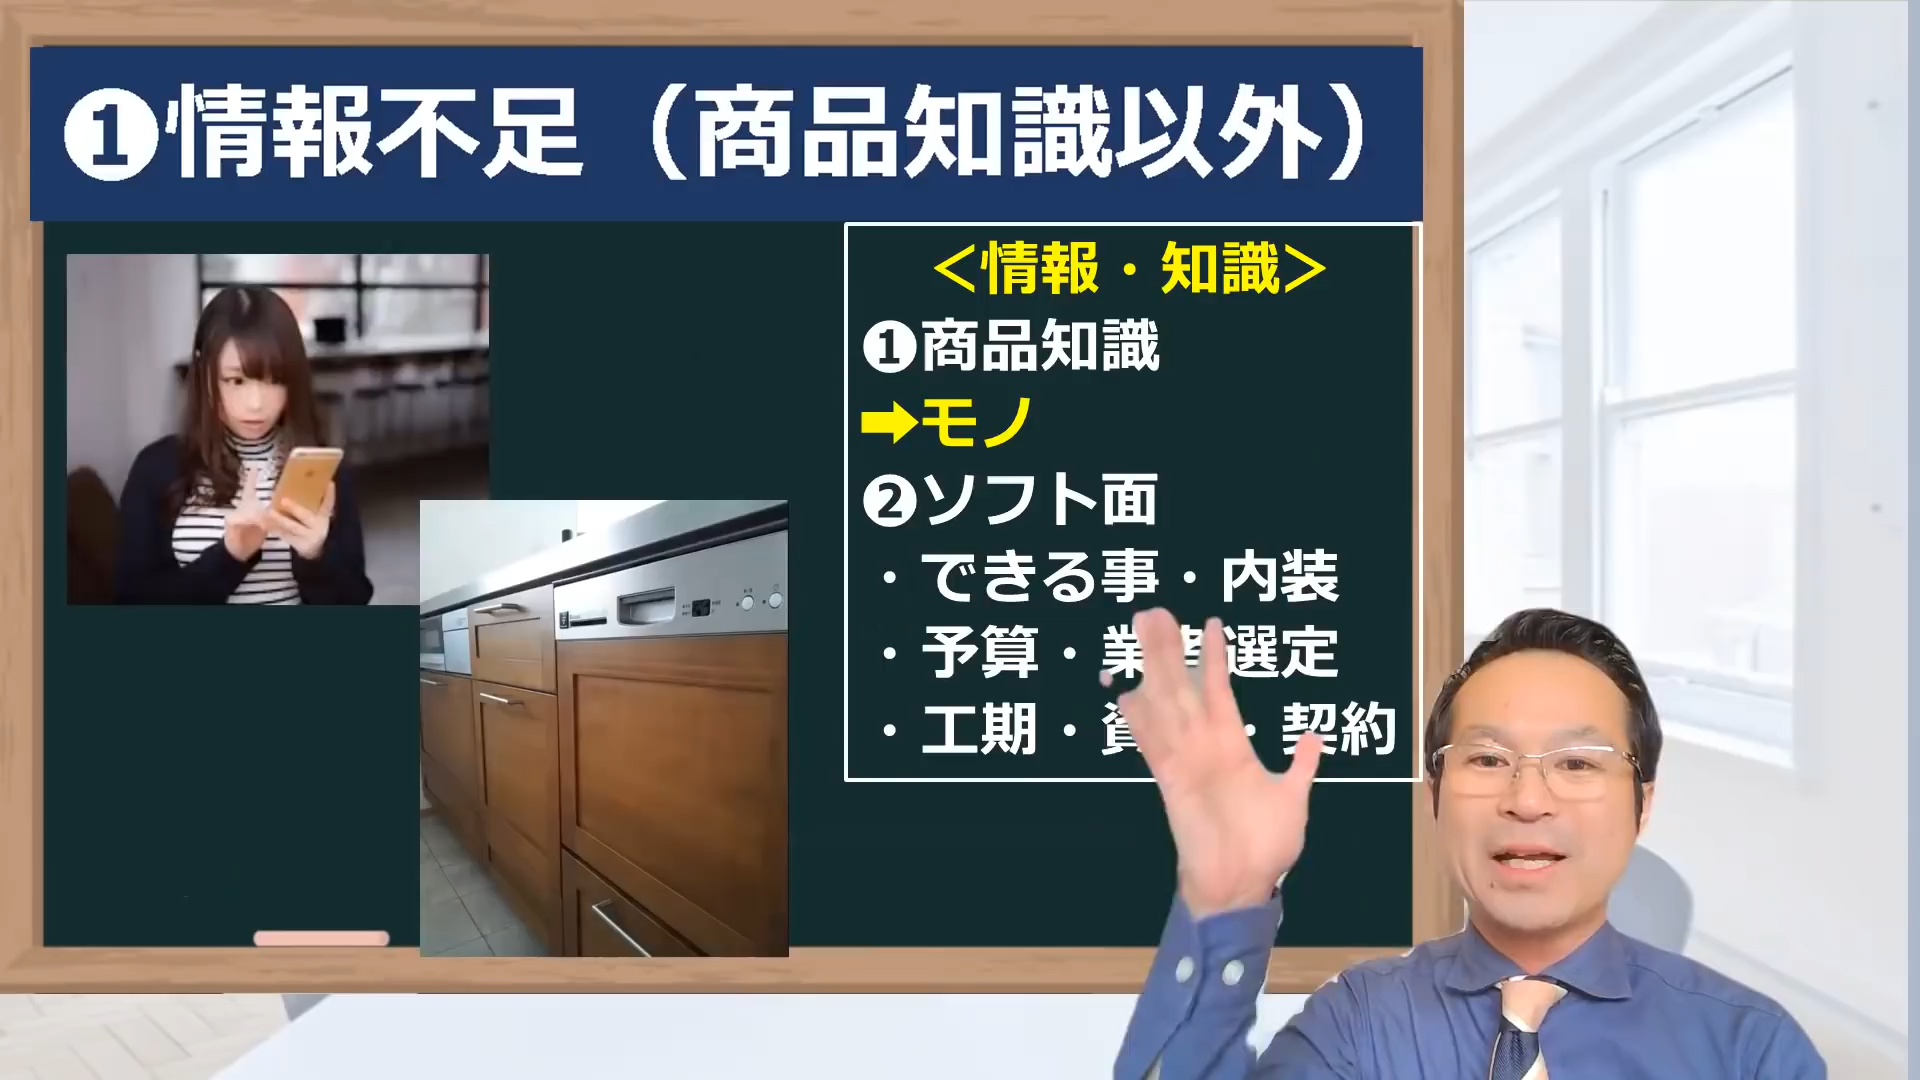 ❶情報不足（商品知識以外）
＜情報・知識＞
❶商品知識
➡モノ
❷ソフト面
・できる事・内装
・予算・業者選定
・工期・資・契約